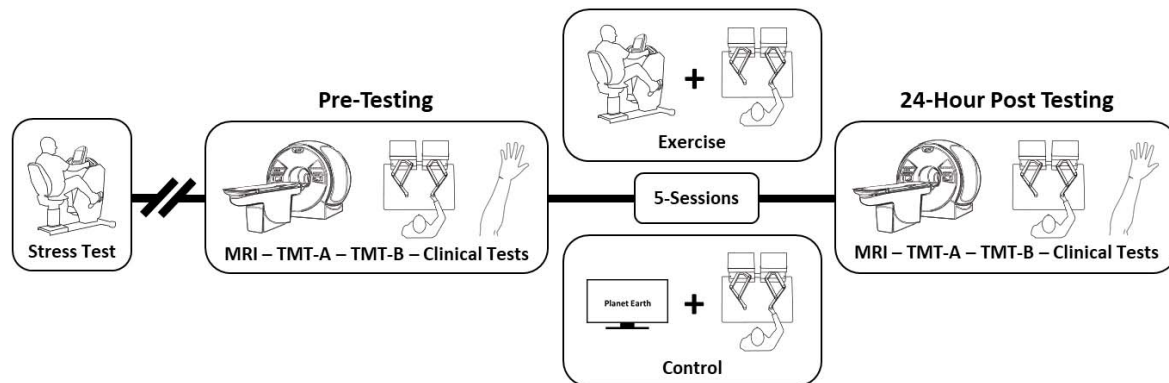 Stress Test
Pre-Testing
MRI – TMT-A – TMT-B – Clinical Tests
Exercise
5-Sessions
Planet Earth
Control
24-Hour Post Testing
MRI – TMT-A – TMT-B – Clinical Tests